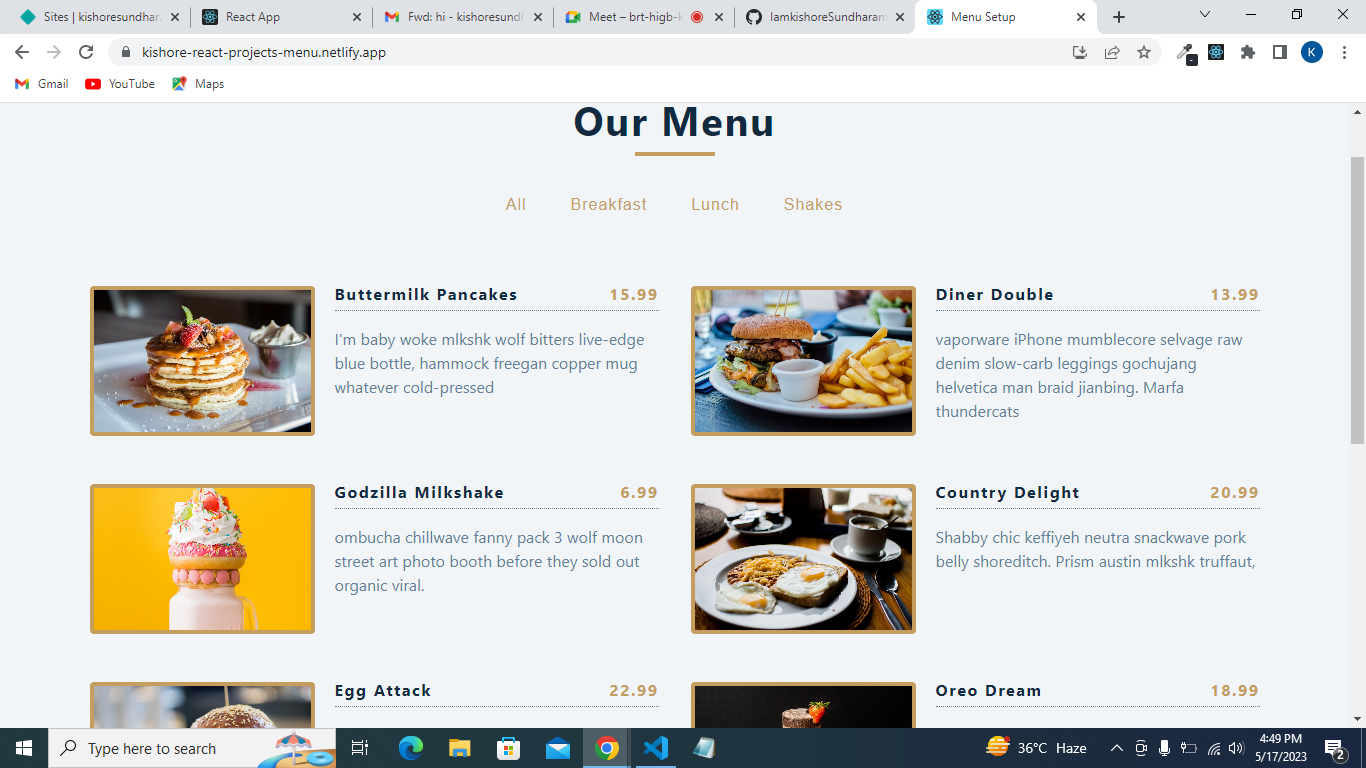 Sites | kishoresundhara
React App
Fwd: hi - kishoresundh
Meet – brt-higb-k
IamkishoreSundharam
Menu Setup
kishore-react-projects-menu.netlify.app
K
Gmail
YouTube
Maps
Our Menu
All
Breakfast
Lunch
Shakes
Buttermilk Pancakes
15.99
I'm baby woke mlkshk wolf bitters live-edge
blue bottle, hammock freegan copper mug
whatever cold-pressed
Diner Double
13.99
vaporware iPhone mumblecore selvage raw
denim slow-carb leggings gochujang
helvetica man braid jianbing. Marfa
thundercats
Godzilla Milkshake
6.99
ombucha chillwave fanny pack 3 wolf moon
street art photo booth before they sold out
organic viral.
Country Delight
20.99
Shabby chic keffiyeh neutra snackwave pork
belly shoreditch. Prism austin mlkshk truffaut,
Egg Attack
22.99
Oreo Dream
18.99
Type here to search
36°C Haze
4:49 PM
5/17/2023
2